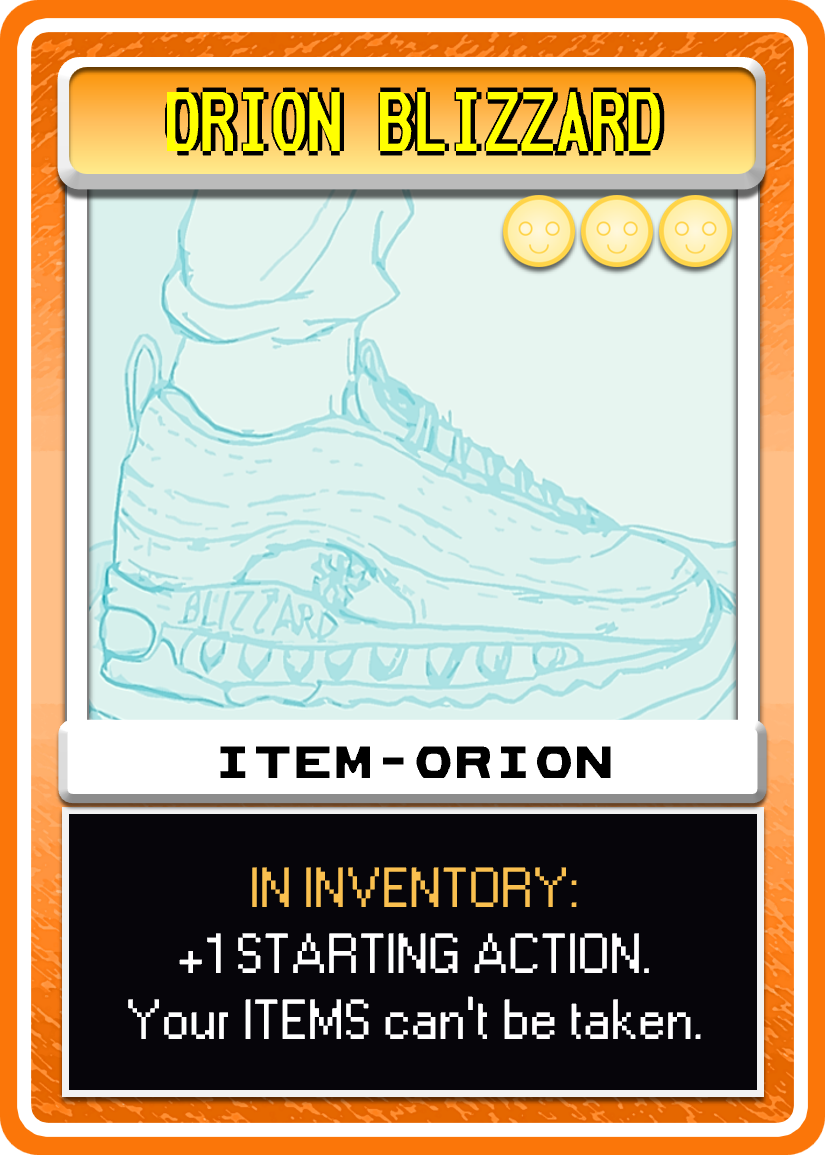 ORION BLIZZARD
BLIZZARD
ITEM-ORION
IN INVENTORY:
+1 STARTING ACTION.
Your ITEMS can't be taken.